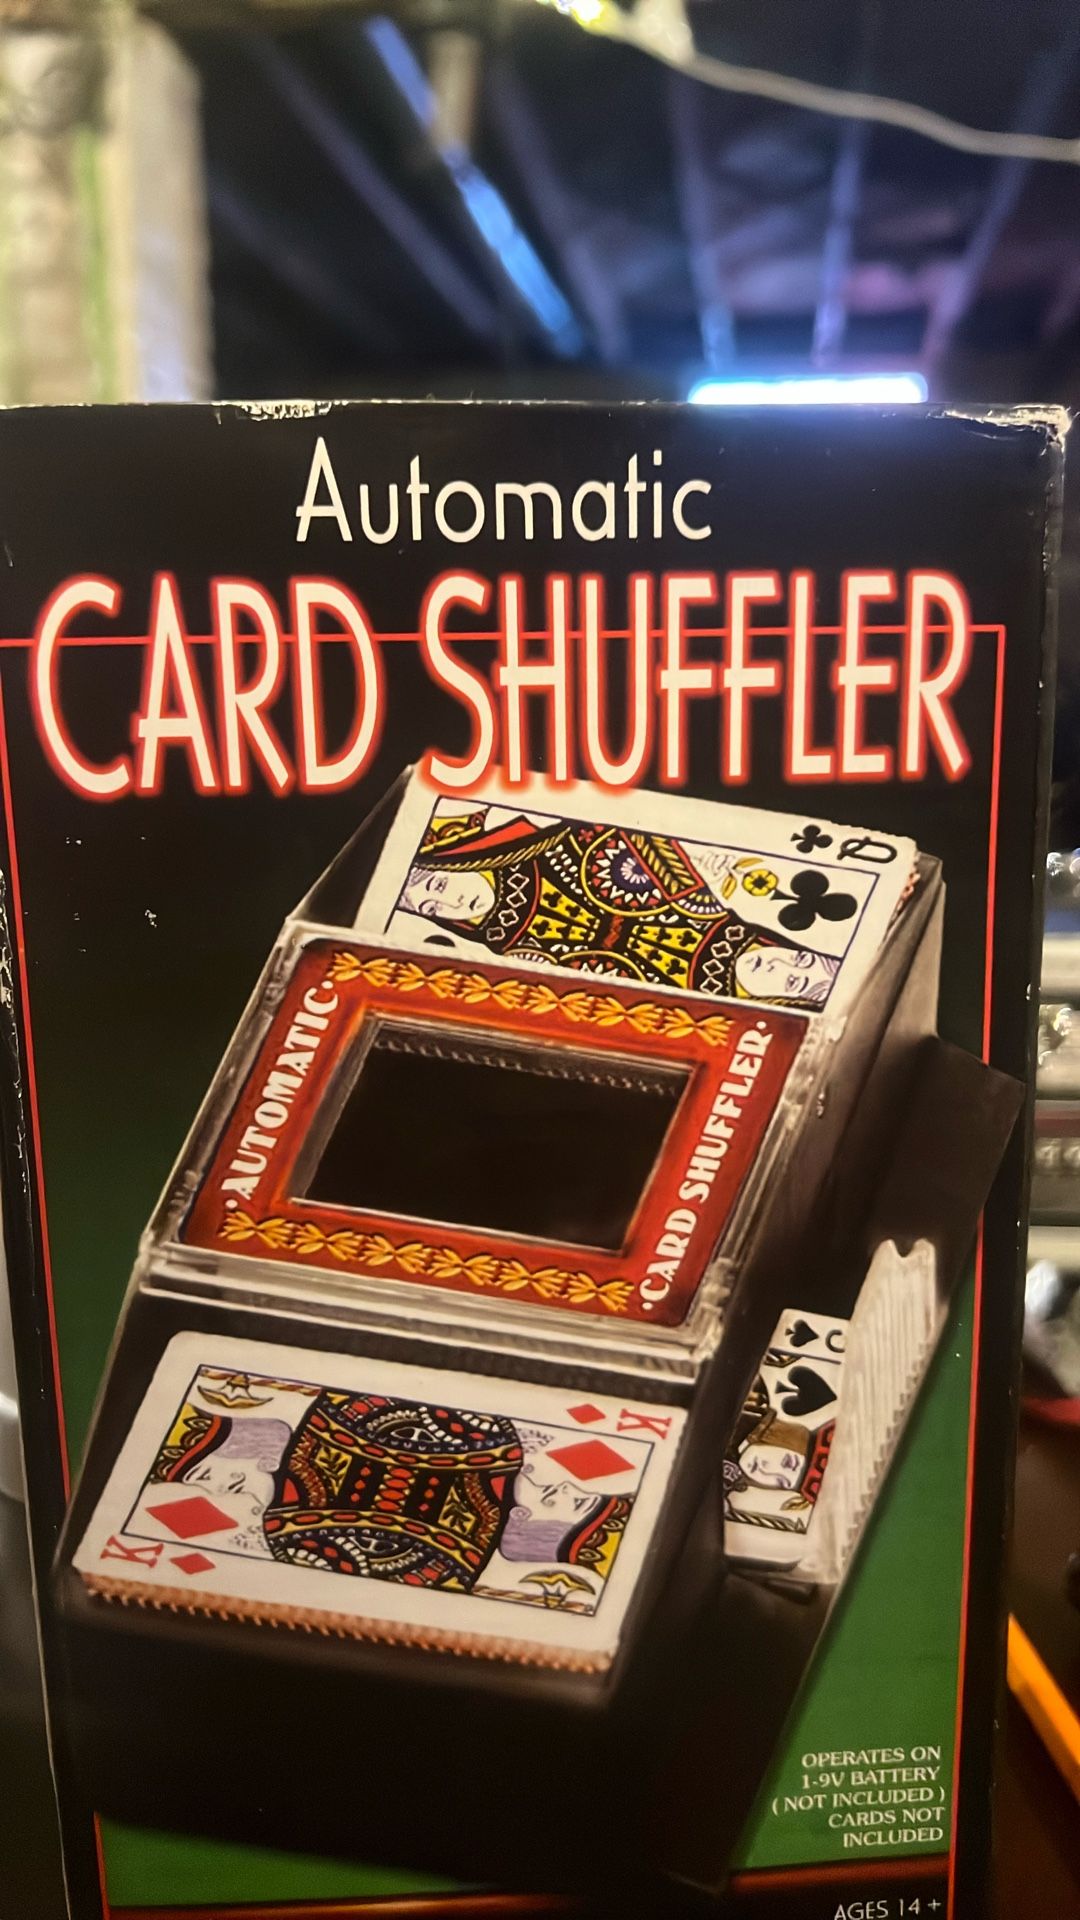 Automatic
CARD SHUFFLER
Q
·AUTOMATIC·
·CARD SHUFFLER·
K
K
OPERATES ON
1-9V BATTERY
( NOT INCLUDED )
CARDS NOT
INCLUDED
AGES 14 +